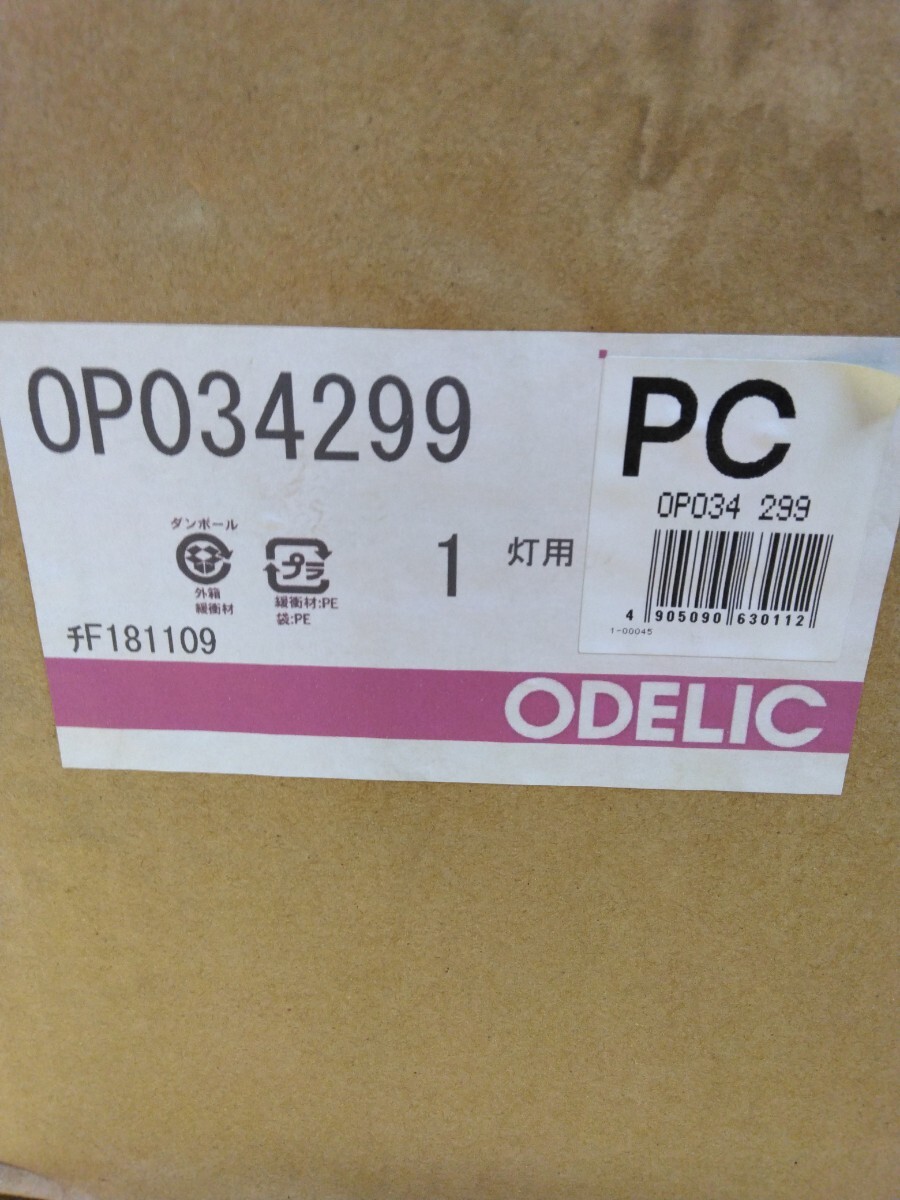 OP034299
PC
OP034 299
4 905090 630112
1-00045
ダンボール
外箱
緩衝材
プラ
緩衝材:PE
袋:PE
1 灯用
チF181109
ODELIC